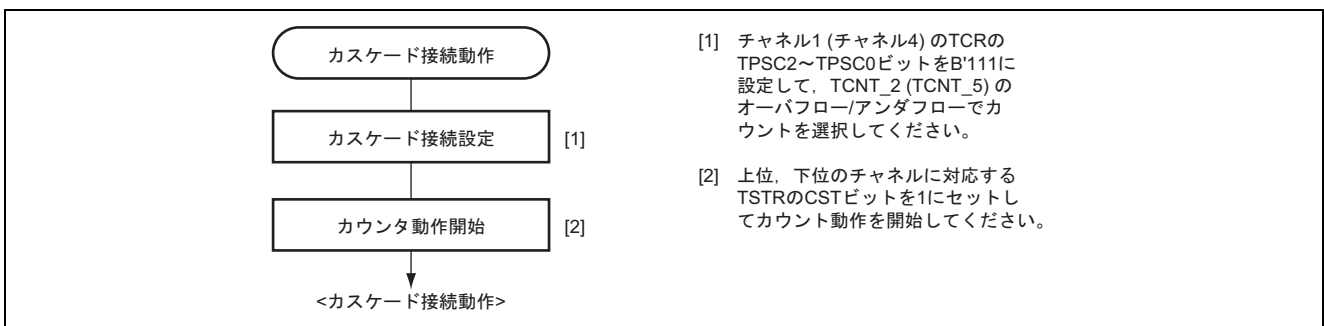 カスケード接続動作
カスケード接続設定 [1]
カウンタ動作開始 [2]
<カスケード接続動作>
[1] チャネル1 (チャネル4) のTCRの
TPSC2～TPSC0ビットをB'111に
設定して，TCNT_2 (TCNT_5) の
オーバフロー/アンダフローでカ
ウントを選択してください。
[2] 上位，下位のチャネルに対応する
TSTRのCSTビットを1にセットし
てカウント動作を開始してください。